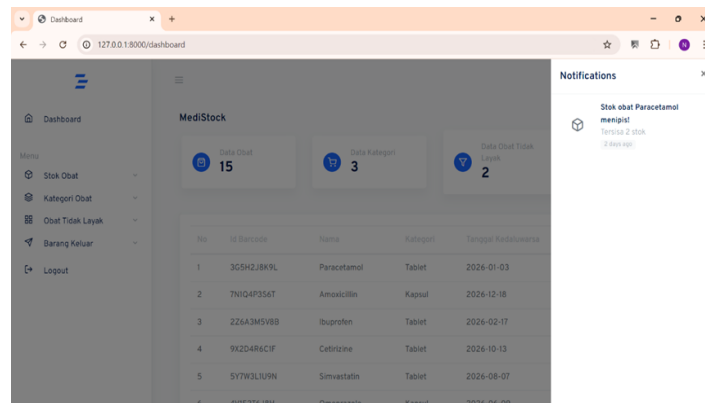 Dashboard
127.0.0.1:8000/dashboard
N
Notifications
Stok obat Paracetamol
menipis!
Tersisa 2 stok
2 days ago
Dashboard
Menu
Stok Obat
Kategori Obat
Obat Tidak Layak
Barang Keluar
Logout
MediStock
Data Obat
15
Data Kategori
3
Data Obat Tidak
Layak
2
No Id Barcode Nama Kategori Tanggal Kedaluwarsa
1 3G5H2J8K9L Paracetamol Tablet 2026-01-03
2 7N1Q4P3S6T Amoxicillin Kapsul 2026-12-18
3 2Z6A3M5V8B Ibuprofen Tablet 2026-02-17
4 9X2D4R6C1F Cetirizine Tablet 2026-10-13
5 5Y7W3L1U9N Simvastatin Tablet 2026-08-07